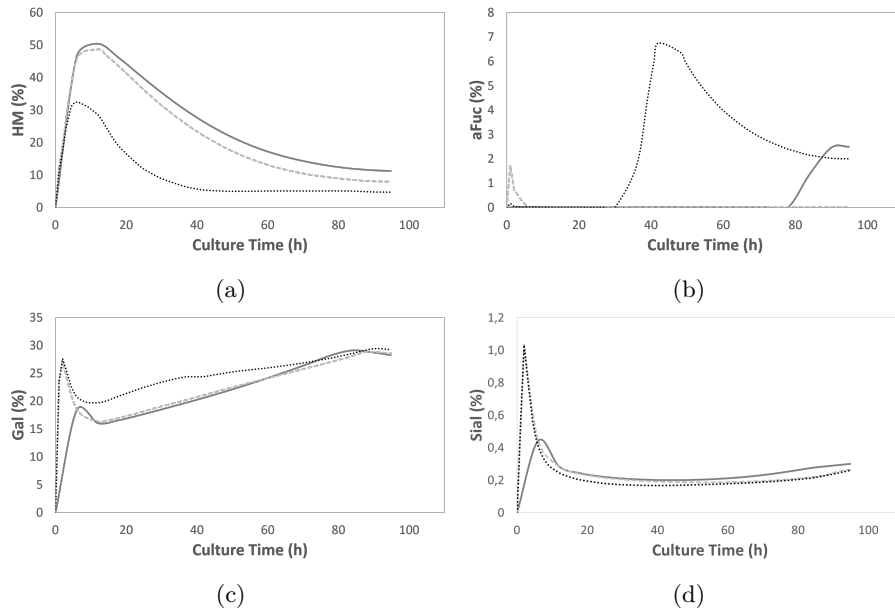 60
50
40
30
20
10
0
HM (%)
0 20 40 60 80 100
Culture Time (h)
(a)
8
7
6
5
4
3
2
1
0
aFuc (%)
0 20 40 60 80 100
Culture Time (h)
(b)
35
30
25
20
15
10
5
0
Gal (%)
0 20 40 60 80 100
Culture Time (h)
(c)
1,2
1,0
0,8
0,6
0,4
0,2
0,0
Sial (%)
0 20 40 60 80 100
Culture Time (h)
(d)